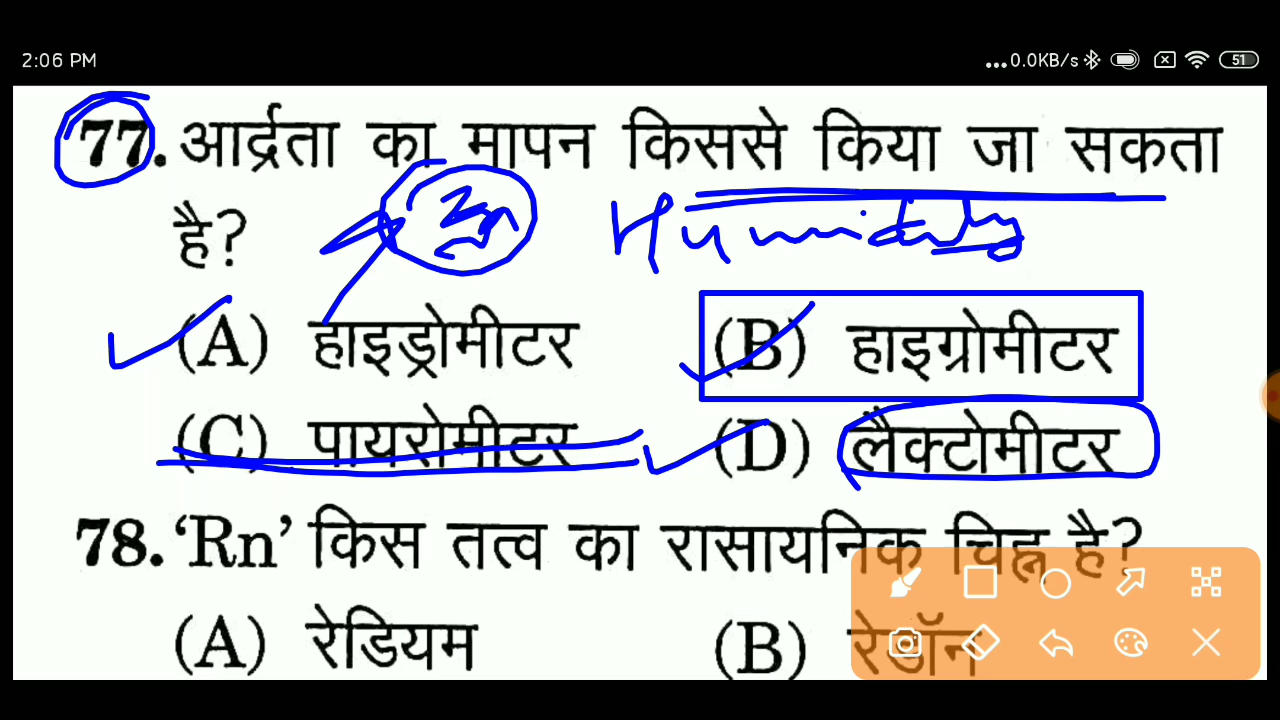 2:06 PM
...0.0KB/s 51
77. आर्द्रता का मापन किससे किया जा सकता
है? Humidity
(A) हाइड्रोमीटर (B) हाइग्रोमीटर
(C) पायरोमीटर (D) लैक्टोमीटर
78. ‘Rn’ किस तत्व का रासायनिक चिह्न है?
(A) रेडियम (B) रेडॉन